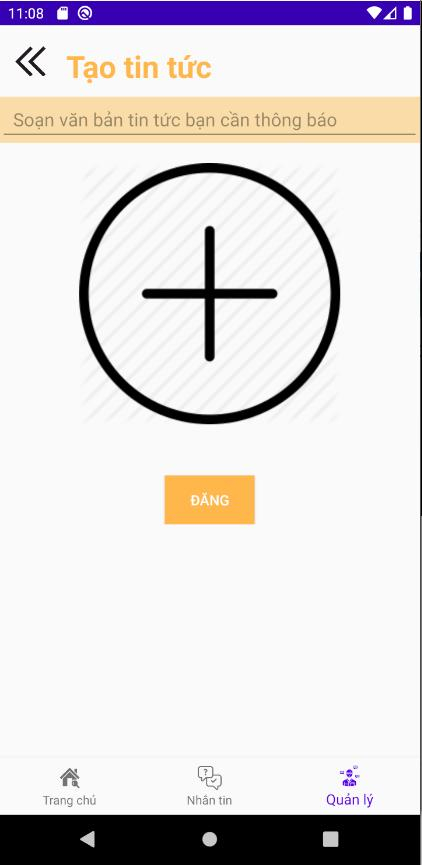 11:08
Tạo tin tức
Soạn văn bản tin tức bạn cần thông báo
ĐĂNG
Trang chủ
Nhắn tin
Quản lý